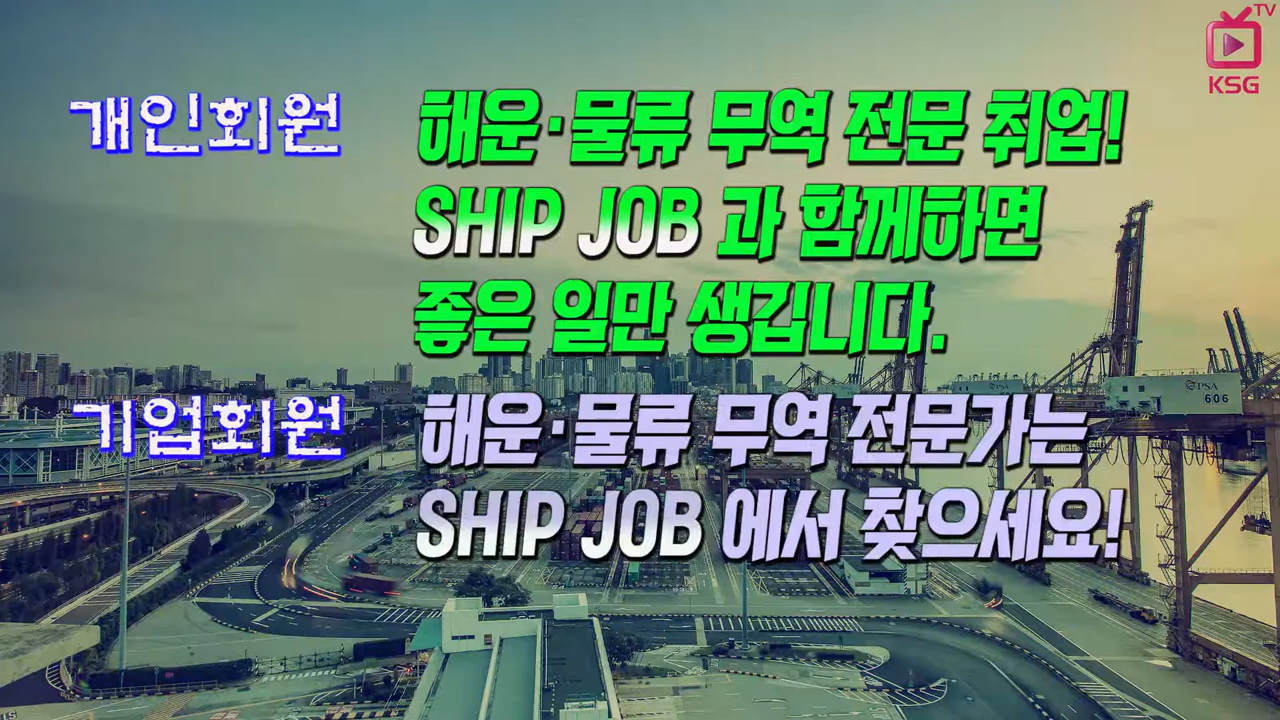 TV
KSG
개인회원 해운·물류 무역 전문 취업!
SHIP JOB 과 함께하면
좋은 일만 생깁니다.
기업회원 해운·물류 무역 전문가는
SHIP JOB 에서 찾으세요!
PSA
606